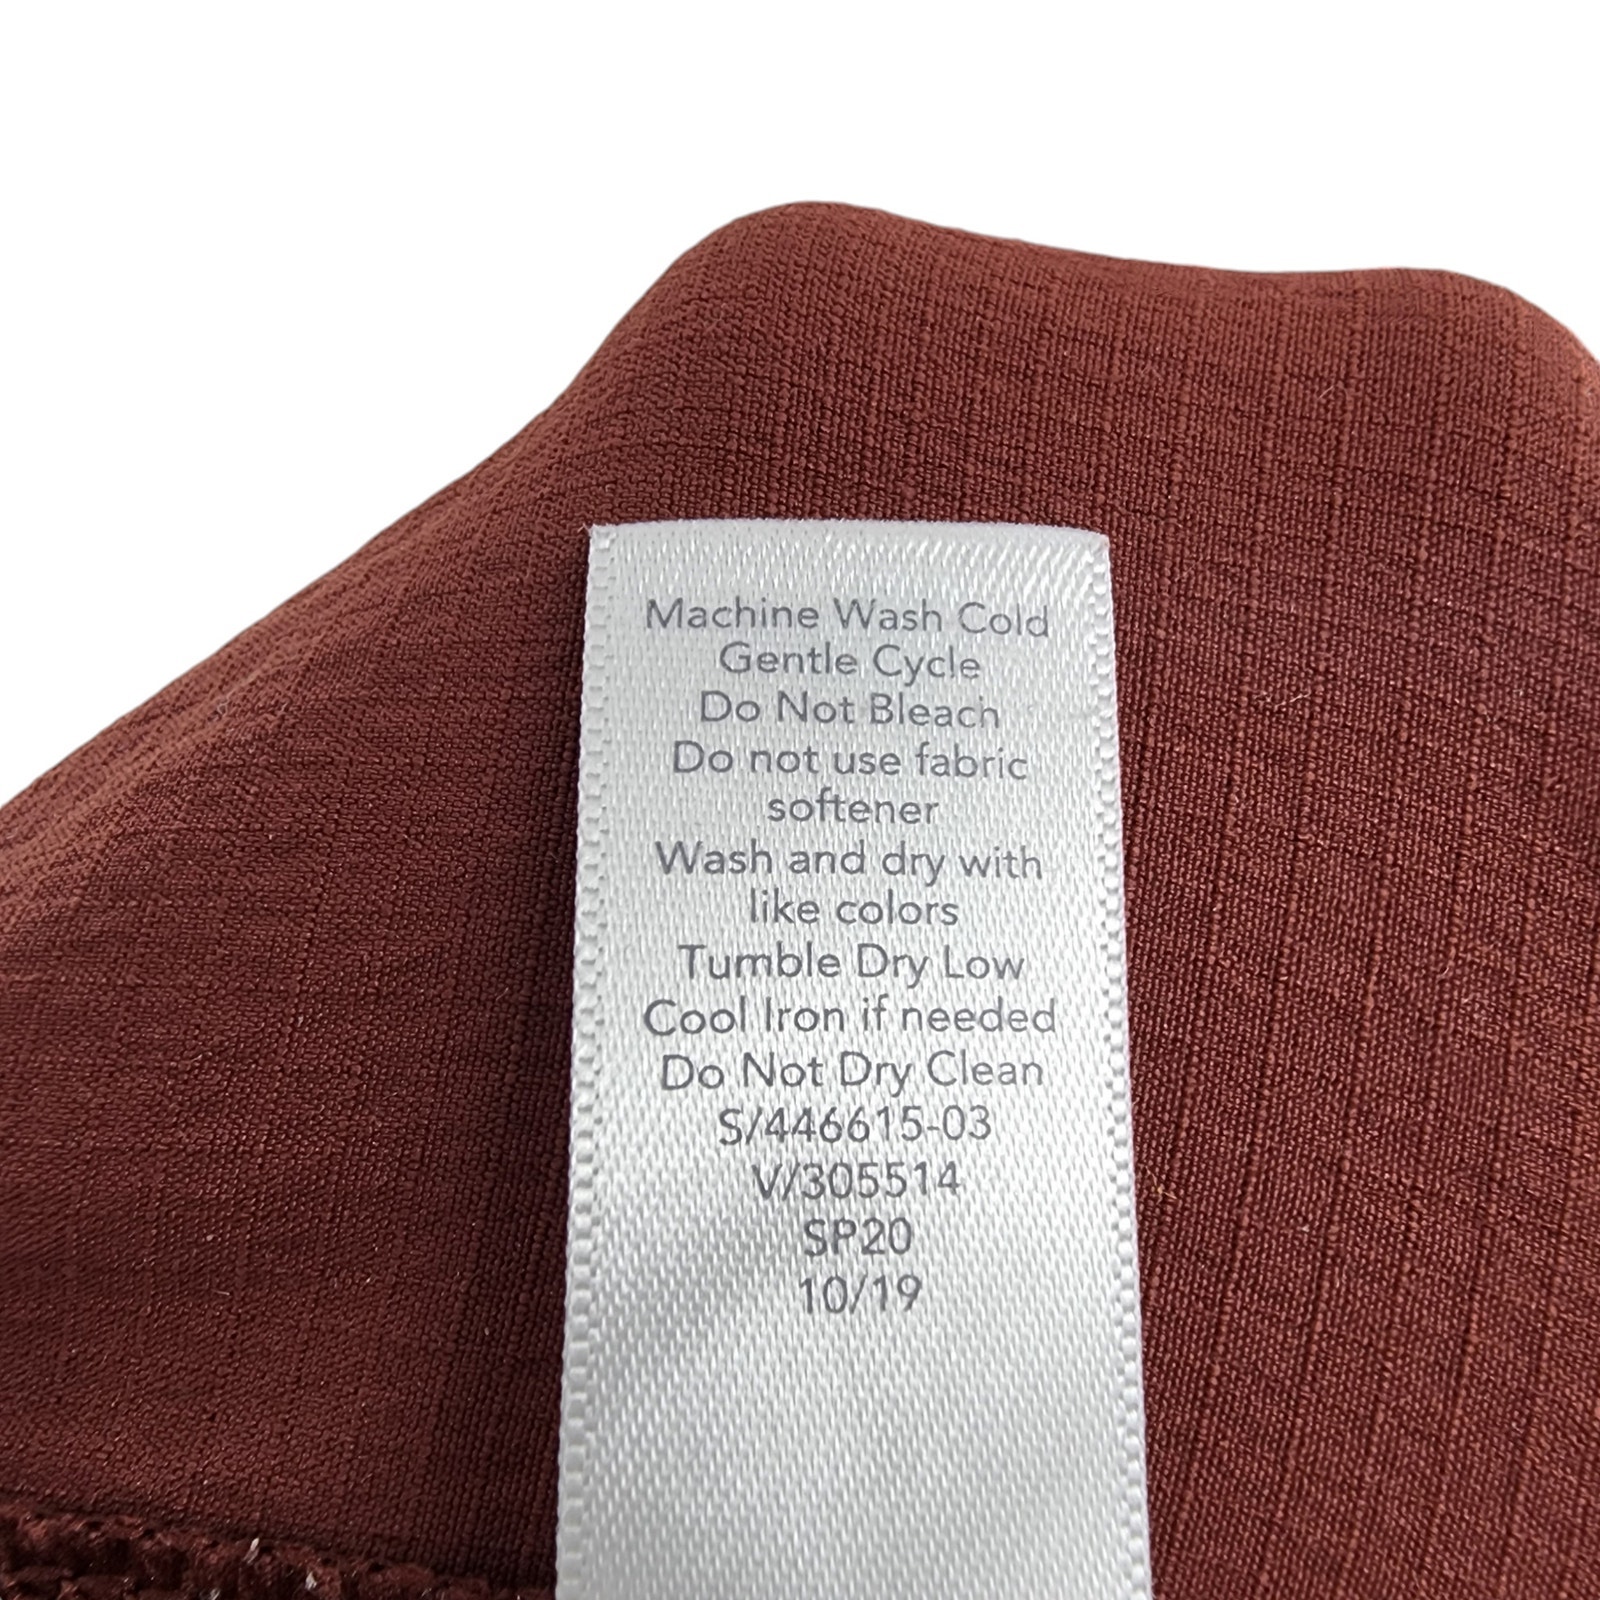 Machine Wash Cold
Gentle Cycle
Do Not Bleach
Do not use fabric
softener
Wash and dry with
like colors
Tumble Dry Low
Cool Iron if needed
Do Not Dry Clean
S/446615-03
V/305514
SP20
10/19